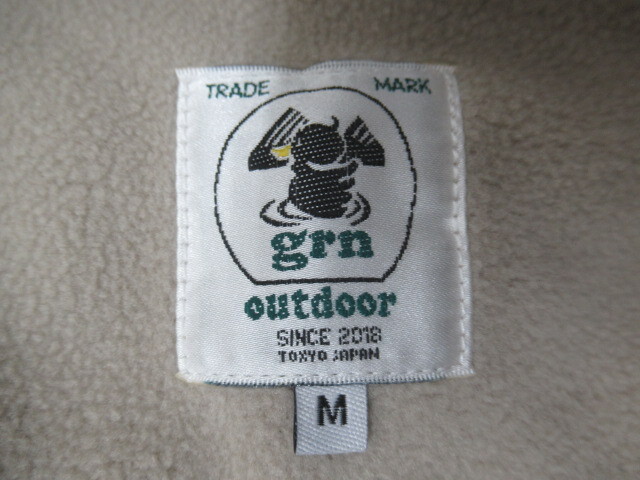 TRADE MARK
grn
outdoor
SINCE 2018
TOKYO JAPAN
M